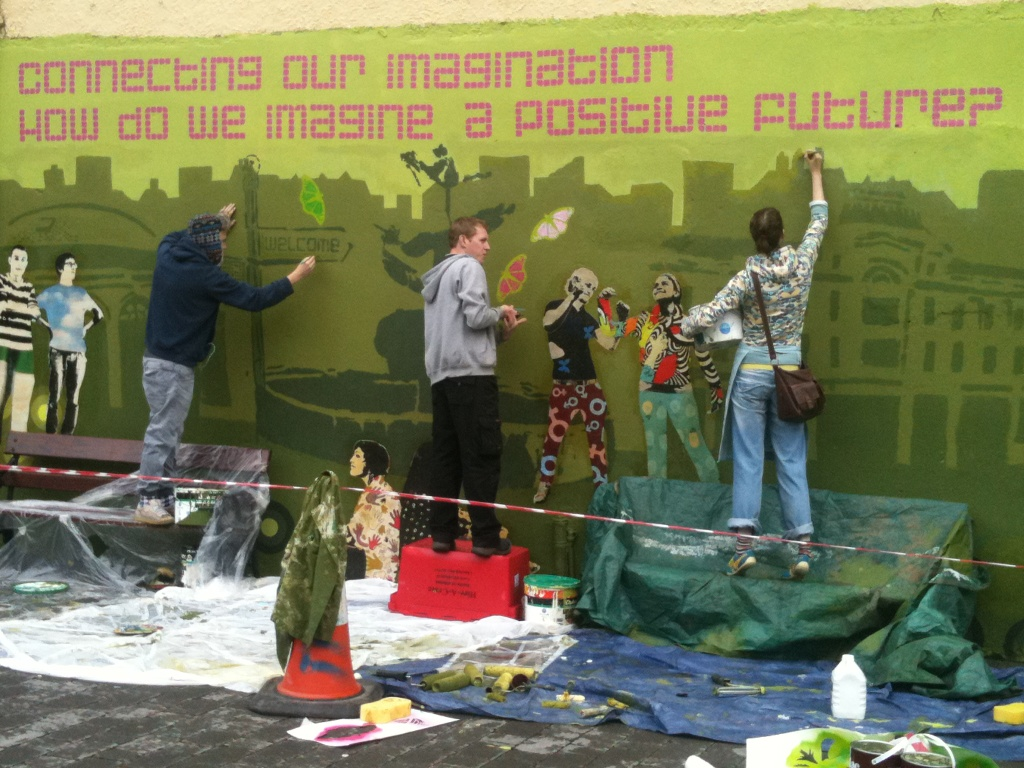 connecting our imagination
How do we imagine a positive future?
welcome